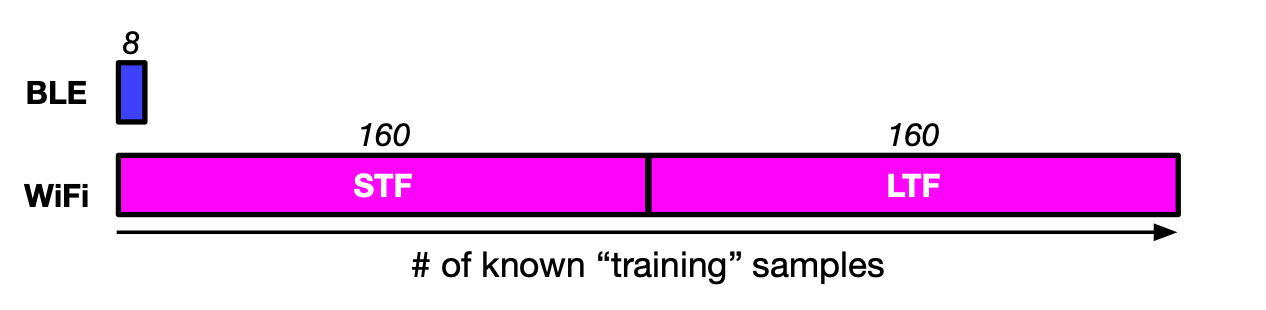 8
BLE
160 160
WiFi STF LTF
# of known “training” samples